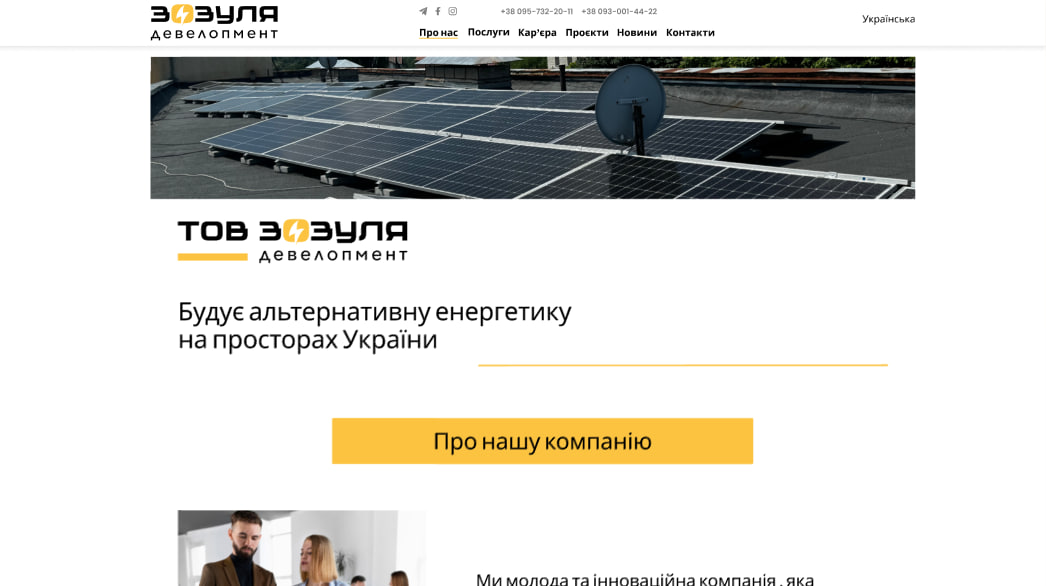 ЗОЗУЛЯ
девелопмент
+38 095-732-20-11 +38 093-001-44-22
Про нас Послуги Кар'єра Проєкти Новини Контакти
Українська
ТОВ ЗОЗУЛЯ
девелопмент
Будує альтернативну енергетику
на просторах України
Про нашу компанію
Ми молода та інноваційна компанія , яка